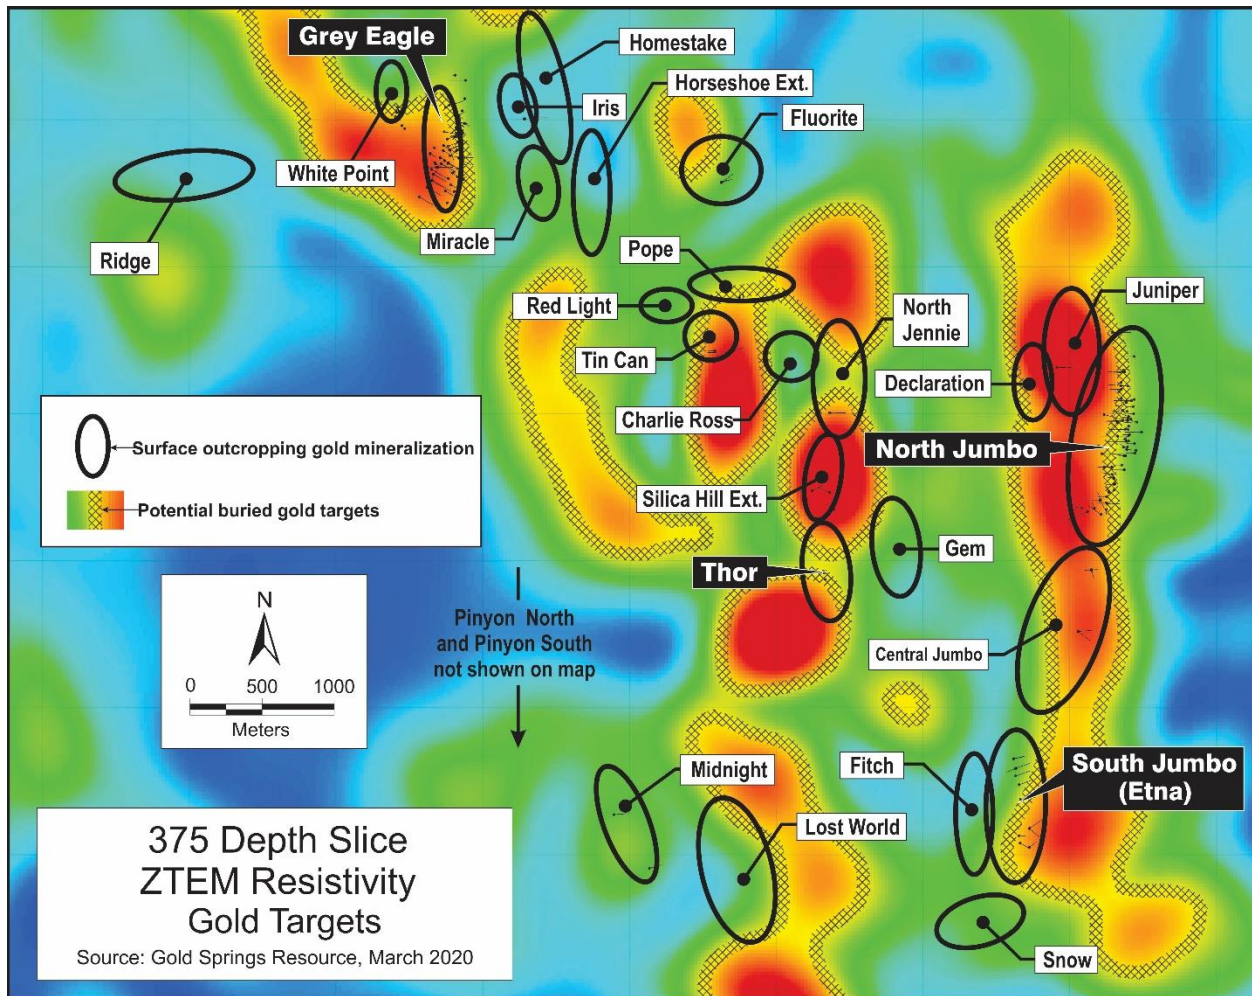 Grey Eagle
Homestake
Horseshoe Ext.
Iris
Fluorite
White Point
Miracle
Ridge
Pope
Red Light
North
Jennie
Juniper
Tin Can
Declaration
Charlie Ross
North Jumbo
Surface outcropping gold mineralization
Potential buried gold targets
Silica Hill Ext.
Gem
Thor
N
0 500 1000
Meters
Pinyon North
and Pinyon South
not shown on map
Central Jumbo
Midnight
Fitch
South Jumbo
(Etna)
Lost World
Snow
375 Depth Slice
ZTEM Resistivity
Gold Targets
Source: Gold Springs Resource, March 2020